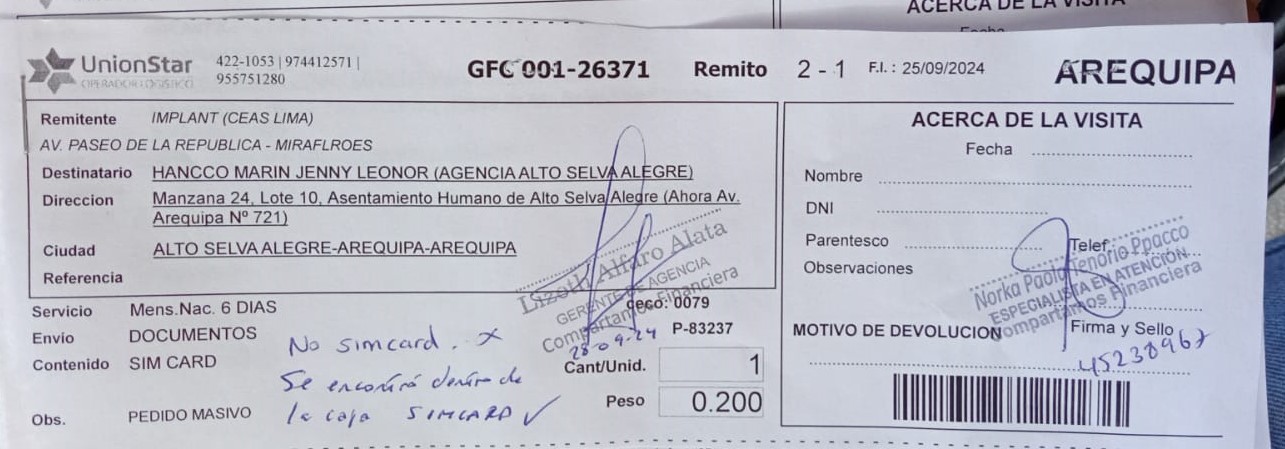 ACERCA DE LA VISITA
Fecha
UnionStar
OPERADOR LOGISTICO
422-1053 | 974412571 |
955751280
GFC 001-26371 Remito 2 - 1 F.I. : 25/09/2024 AREQUIPA
Remitente IMPLANT (CEAS LIMA)
AV. PASEO DE LA REPUBLICA - MIRAFLROES
Destinatario HANCCO MARIN JENNY LEONOR (AGENCIA ALTO SELVA ALEGRE)
Direccion Manzana 24, Lote 10, Asentamiento Humano de Alto Selva Alegre (Ahora Av.
Arequipa Nº 721)
Ciudad ALTO SELVA ALEGRE-AREQUIPA-AREQUIPA
Referencia
Lizeth Alfaro Alata
GERENTE DE AGENCIA
Compartamos Financiera
28-09-24
Servicio Mens.Nac. 6 DIAS
Envio DOCUMENTOS
Contenido SIM CARD
Obs. PEDIDO MASIVO
No simcard. x
Se encontró dentro de
la caja SIMCARD ✓
deco: 0079
P-83237
Cant/Unid. 1
Peso 0.200
ACERCA DE LA VISITA
Fecha
Nombre
DNI
Parentesco
Telef.
Observaciones
Norka Paola Tenorio Ppacco
ESPECIALISTA EN ATENCIÓN
Compartamos Financiera
MOTIVO DE DEVOLUCION
Firma y Sello
45238967